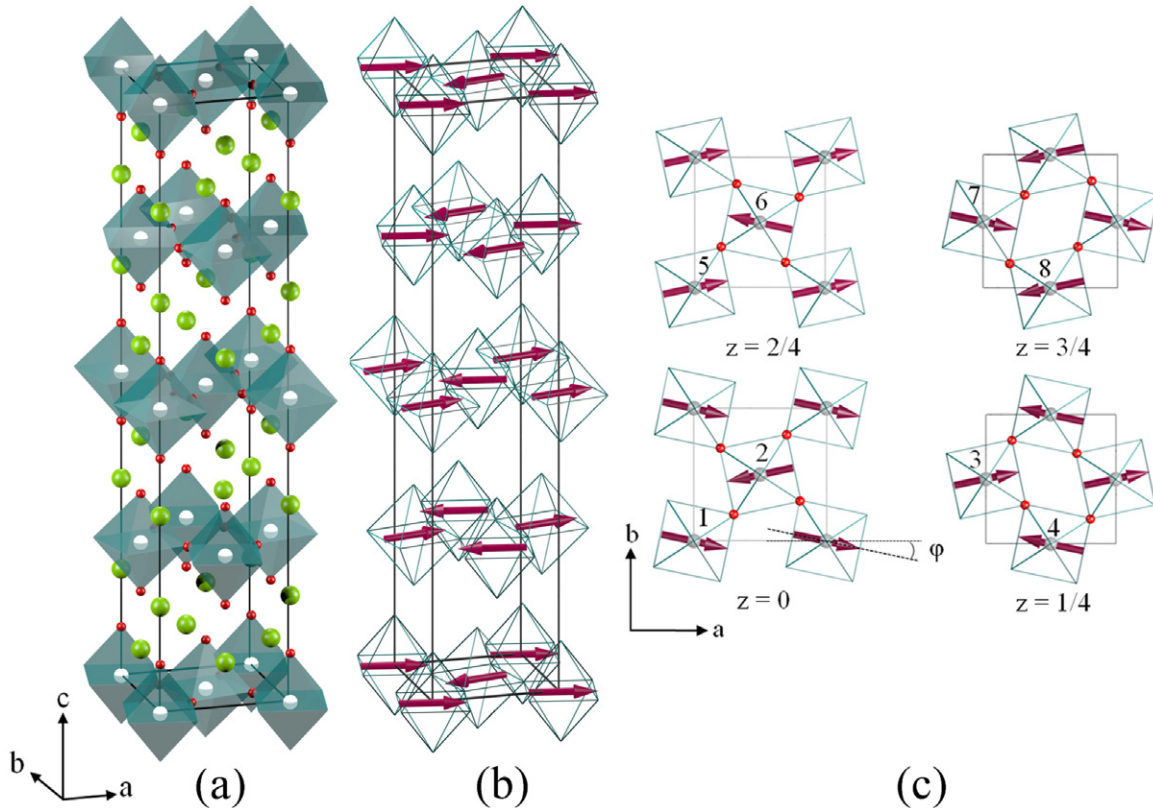 c
b
a
(a)
(b)
6
5
z = 2/4
7
8
z = 3/4
2
1
φ
z = 0
3
4
z = 1/4
b
a
(c)